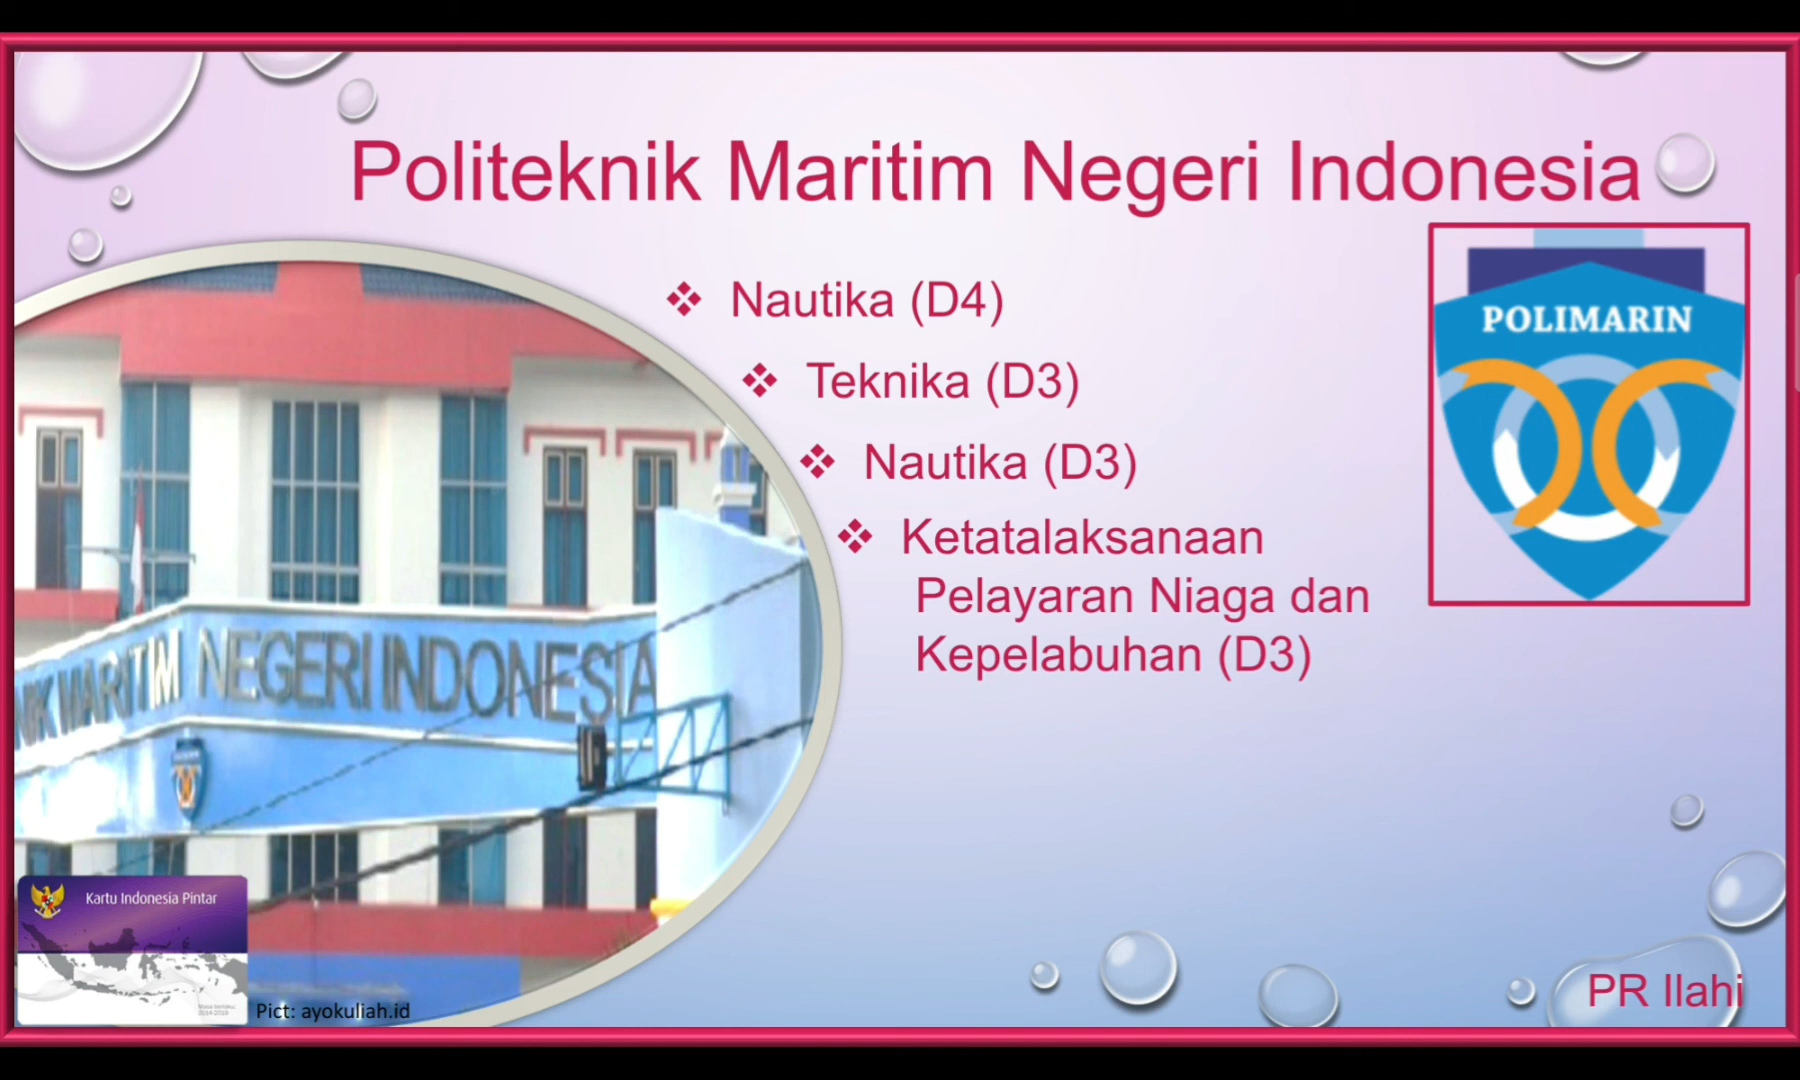 Politeknik Maritim Negeri Indonesia
Nautika (D4)
Teknika (D3)
Nautika (D3)
Ketatalaksanaan
Pelayaran Niaga dan
Kepelabuhan (D3)
POLIMARIN
NIK MARITIM NEGERI INDONESIA
Kartu Indonesia Pintar
Pict: ayokuliah.id
PR Ilahi